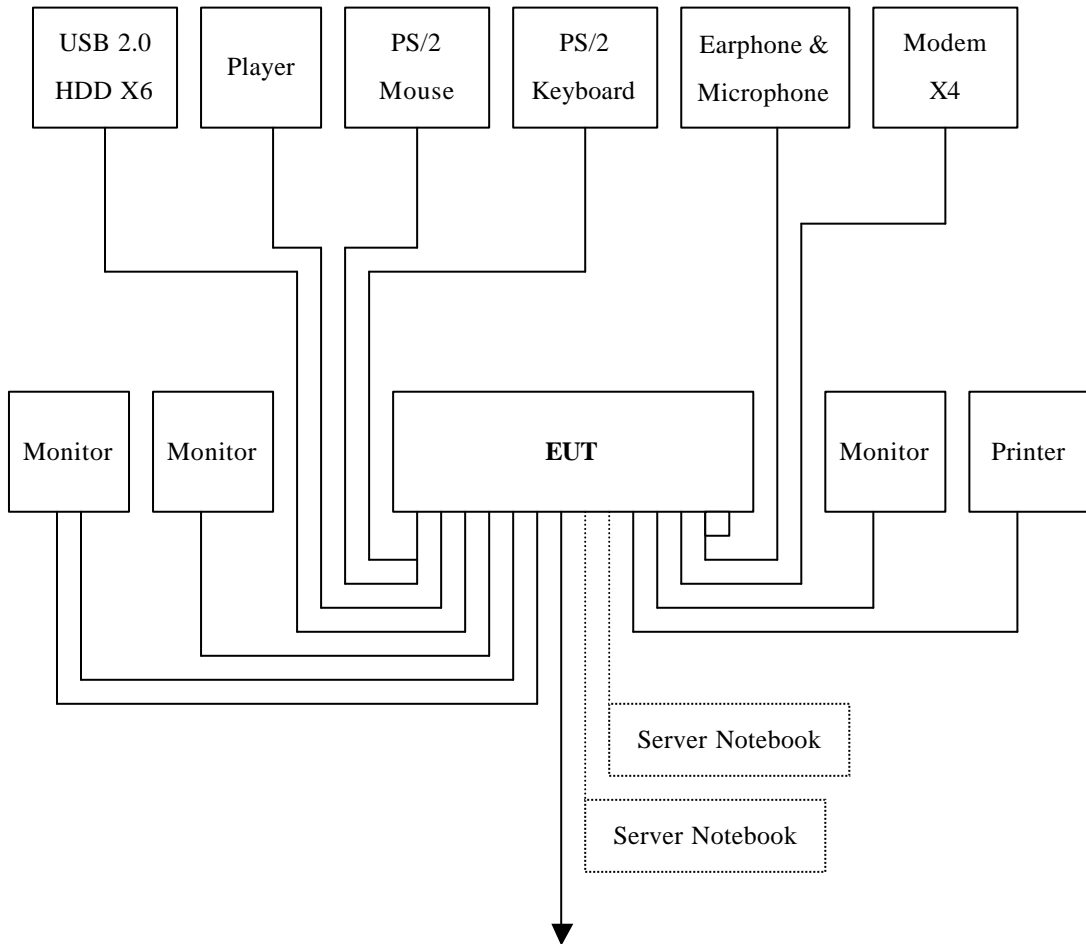 USB 2.0
HDD X6
Player
PS/2
Mouse
PS/2
Keyboard
Earphone &
Microphone
Modem
X4
Monitor
Monitor
EUT
Monitor
Printer
Server Notebook
Server Notebook